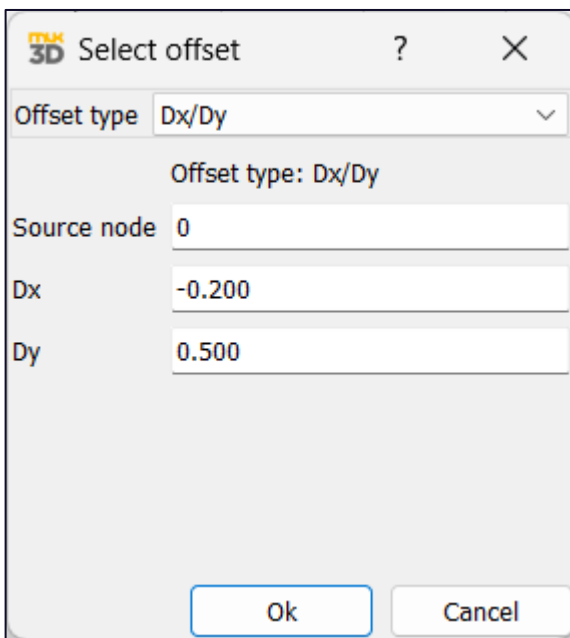 mux
3D Select offset ?
Offset type Dx/Dy
Offset type: Dx/Dy
Source node 0
Dx -0.200
Dy 0.500
Ok Cancel